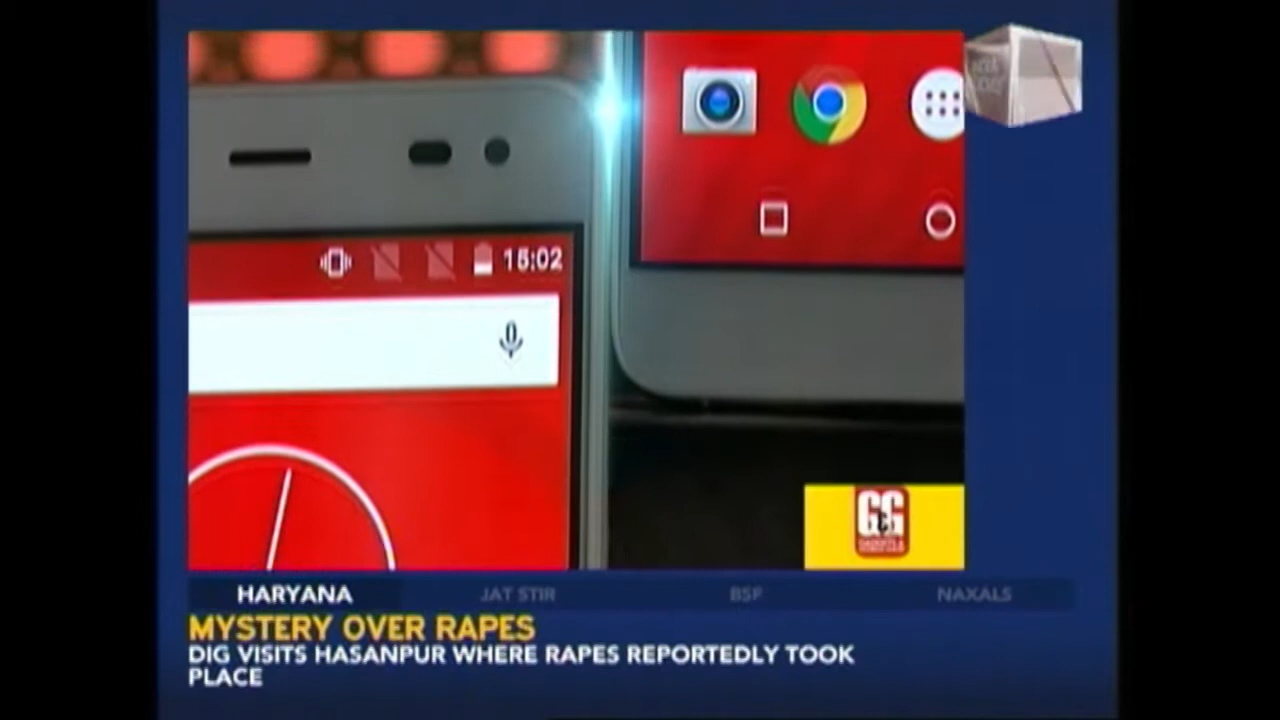 15:02
G&G
HARYANA
JAT STIR
BSF
NAXALS
MYSTERY OVER RAPES
DIG VISITS HASANPUR WHERE RAPES REPORTEDLY TOOK
PLACE